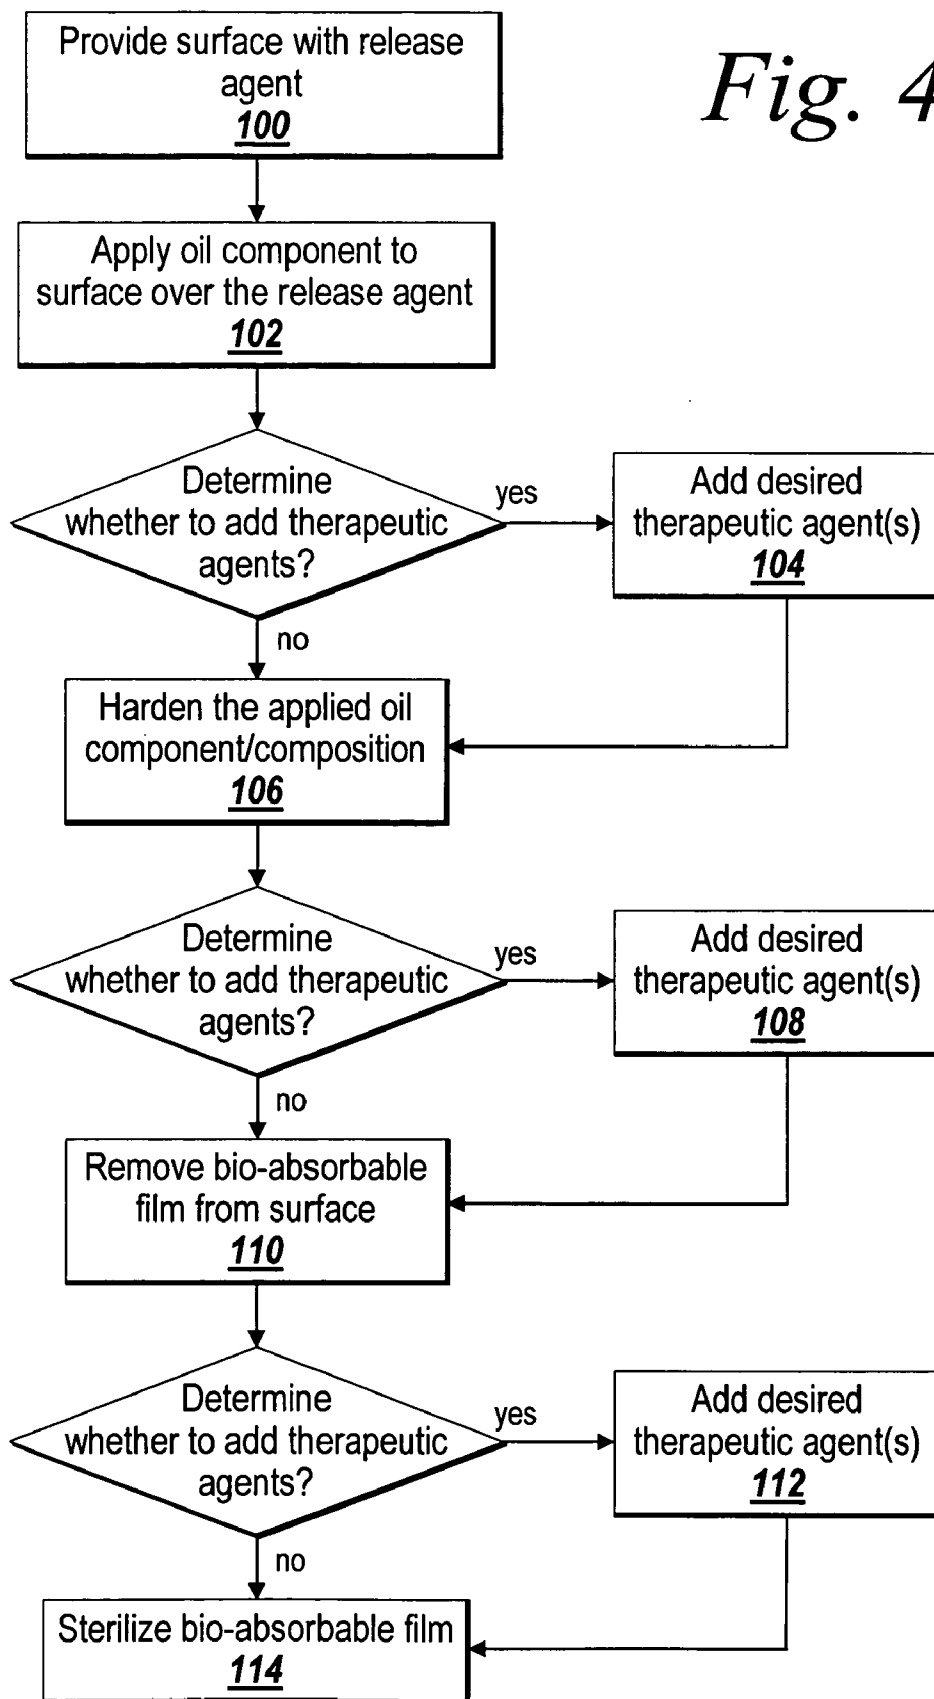 Fig. 4
Provide surface with release
agent
100
Apply oil component to
surface over the release agent
102
Determine
whether to add therapeutic
agents?
yes
Add desired
therapeutic agent(s)
104
no
Harden the applied oil
component/composition
106
Determine
whether to add therapeutic
agents?
yes
Add desired
therapeutic agent(s)
108
no
Remove bio-absorbable
film from surface
110
Determine
whether to add therapeutic
agents?
yes
Add desired
therapeutic agent(s)
112
no
Sterilize bio-absorbable film
114